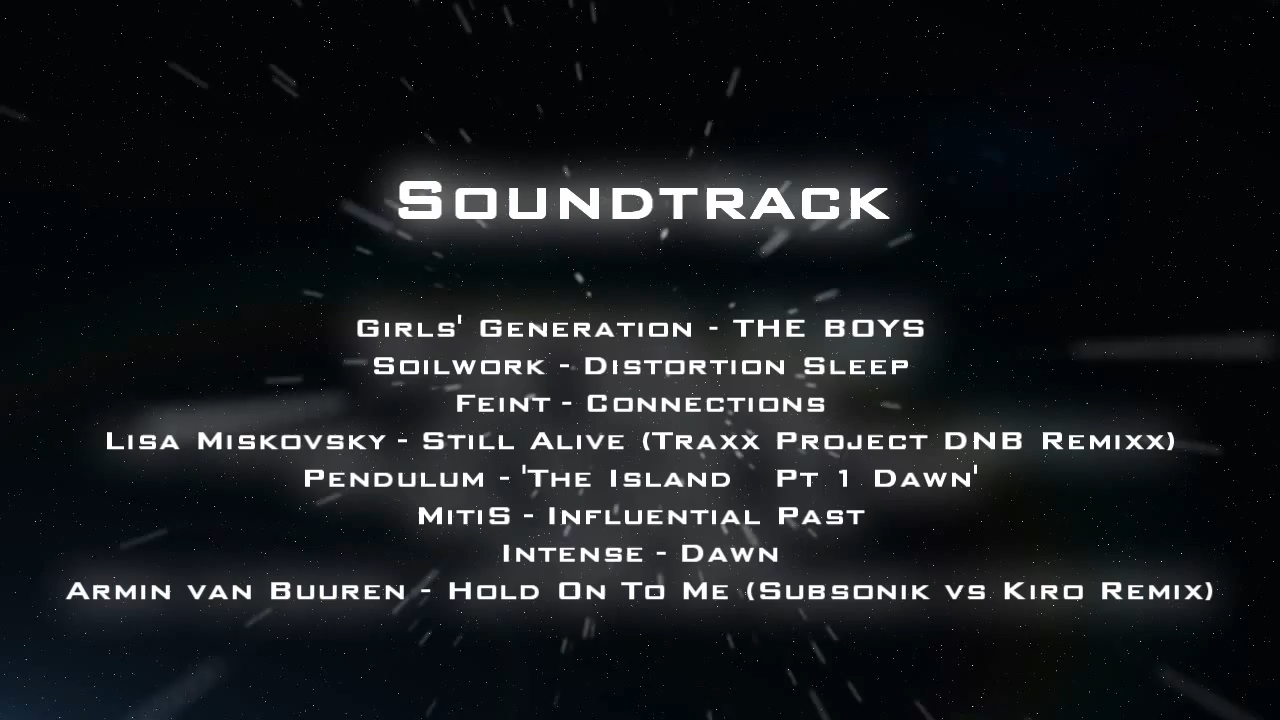 Soundtrack
Girls' Generation - THE BOYS
Soilwork - Distortion Sleep
Feint - Connections
Lisa Miskovsky - Still Alive (Traxx Project DNB Remixx)
Pendulum - 'The Island   Pt 1 Dawn'
MitiS - Influential Past
Intense - Dawn
Armin van Buuren - Hold On To Me (Subsonik vs Kiro Remix)